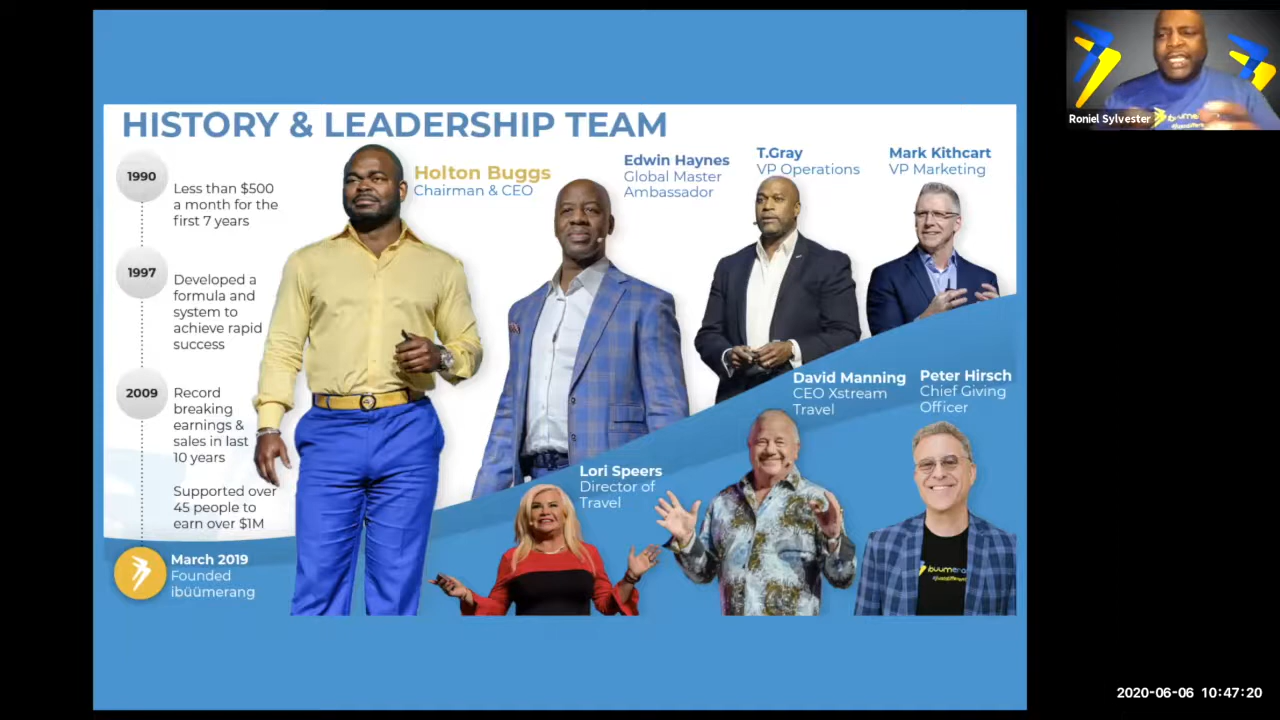 HISTORY & LEADERSHIP TEAM
1990
Less than $500
a month for the
first 7 years
1997
Developed a
formula and
system to
achieve rapid
success
2009
Record
breaking
earnings &
sales in last
10 years
Supported over
45 people to
earn over $1M
March 2019
Founded
ibüümerang
Holton Buggs
Chairman & CEO
Edwin Haynes
Global Master
Ambassador
T.Gray
VP Operations
Mark Kithcart
VP Marketing
Lori Speers
Director of
Travel
David Manning
CEO Xstream
Travel
Peter Hirsch
Chief Giving
Officer
Roniel Sylvester
2020-06-06 10:47:20